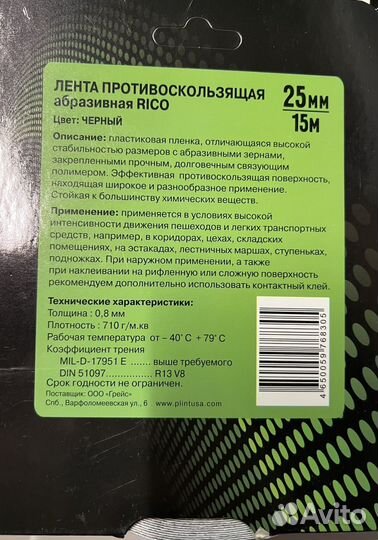 ЛЕНТА ПРОТИВОСКОЛЬЗЯЩАЯ
абразивная RICO
Цвет: ЧЕРНЫЙ
25мм
15м
Описание: пластиковая пленка, отличающаяся высокой
стабильностью размеров с абразивными зернами,
закрепленными прочным, долговечным связующим
полимером. Эффективная противоскользящая поверхность,
находящая широкое и разнообразное применение.
Стойкая к большинству химических веществ.
Применение: применяется в условиях высокой
интенсивности движения пешеходов и легких транспортных
средств, например, в коридорах, цехах, складских
помещениях, на эстакадах, лестничных маршах, ступеньках,
подножках. При наружном применении, а также
при наклеивании на рифленую или сложную поверхность
рекомендуем дополнительно использовать контактный клей.
Технические характеристики:
Толщина : 0,8 мм
Плотность : 710 г/м.кв
Рабочая температура от – 40˚С +79˚С
Коэффициент трения
MIL-D-17951 E ....... выше требуемого
DIN 51097...............R13 V8
Срок годности не ограничен.
Поставщик: ООО «Грейс»
Спб., Варфоломеевская ул., 6 www.plintusa.com
4 650059 768305
Avito